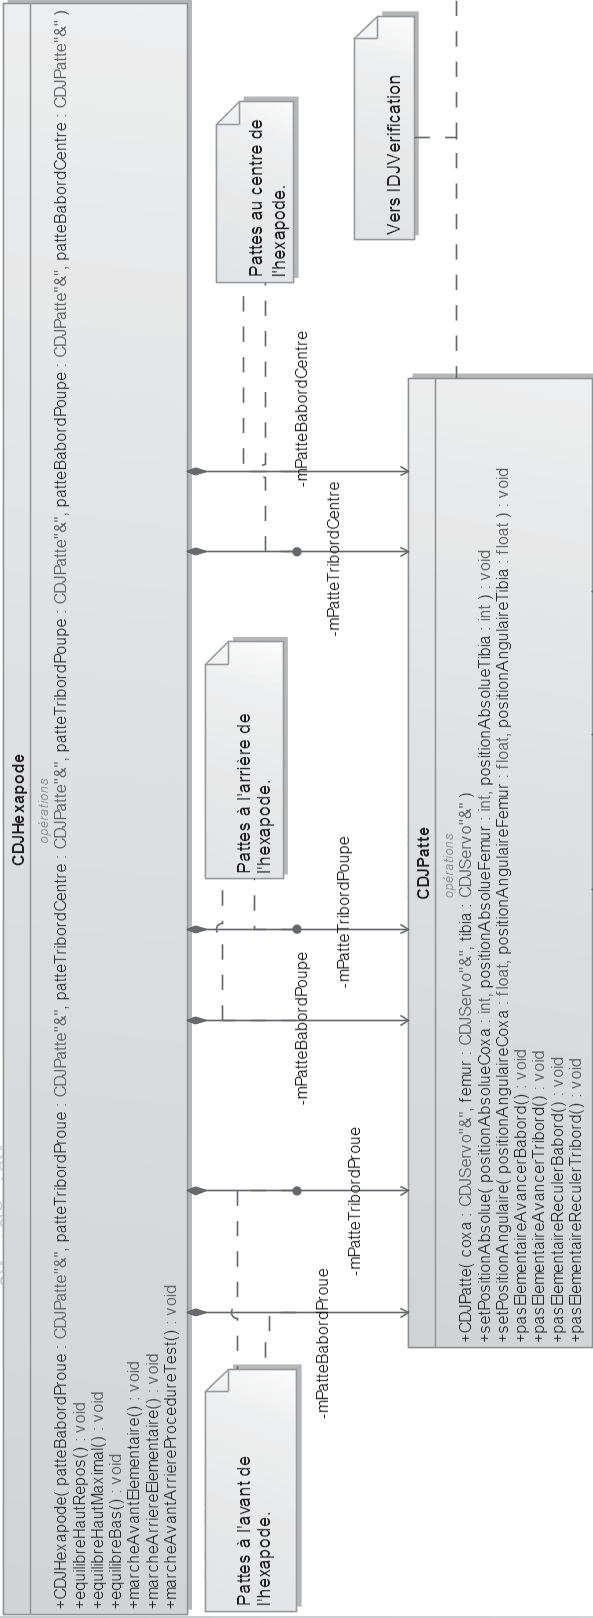 CDJHexapode
opérations
+CDJHexapode( patteBabordProue : CDJPatte"&", patteTribordProue : CDJPatte"&", patteTribordCentre : CDJPatte"&", patteTribordPoupe : CDJPatte"&", patteBabordPoupe : CDJPatte"&", patteBabordCentre : CDJPatte"&" )
+equilibreHautRepos() : void
+equilibreHautMaximal() : void
+equilibreBas() : void
+marcheAvantElementaire() : void
+marcheArriereElementaire() : void
+marcheAvantArriereProcedureTest() : void
Pattes à l'avant de
l'hexapode.
Pattes à l'arrière de
l'hexapode.
Pattes au centre de
l'hexapode.
-mPatteBabordProue
-mPatteTribordProue
-mPatteBabordPoupe
-mPatteTribordPoupe
-mPatteTribordCentre
-mPatteBabordCentre
Vers IDJVerification
CDJPatte
opérations
+CDJPatte( coxa : CDJServo"&", femur : CDJServo"&", tibia : CDJServo"&" )
+setPositionAbsolue( positionAbsolueCoxa : int, positionAbsolueFemur : int, positionAbsolueTibia : int ) : void
+setPositionAngulaire( positionAngulaireCoxa : float, positionAngulaireFemur : float, positionAngulaireTibia : float ) : void
+pasElementaireAvancerBabord() : void
+pasElementaireAvancerTribord() : void
+pasElementaireReculerBabord() : void
+pasElementaireReculerTribord() : void